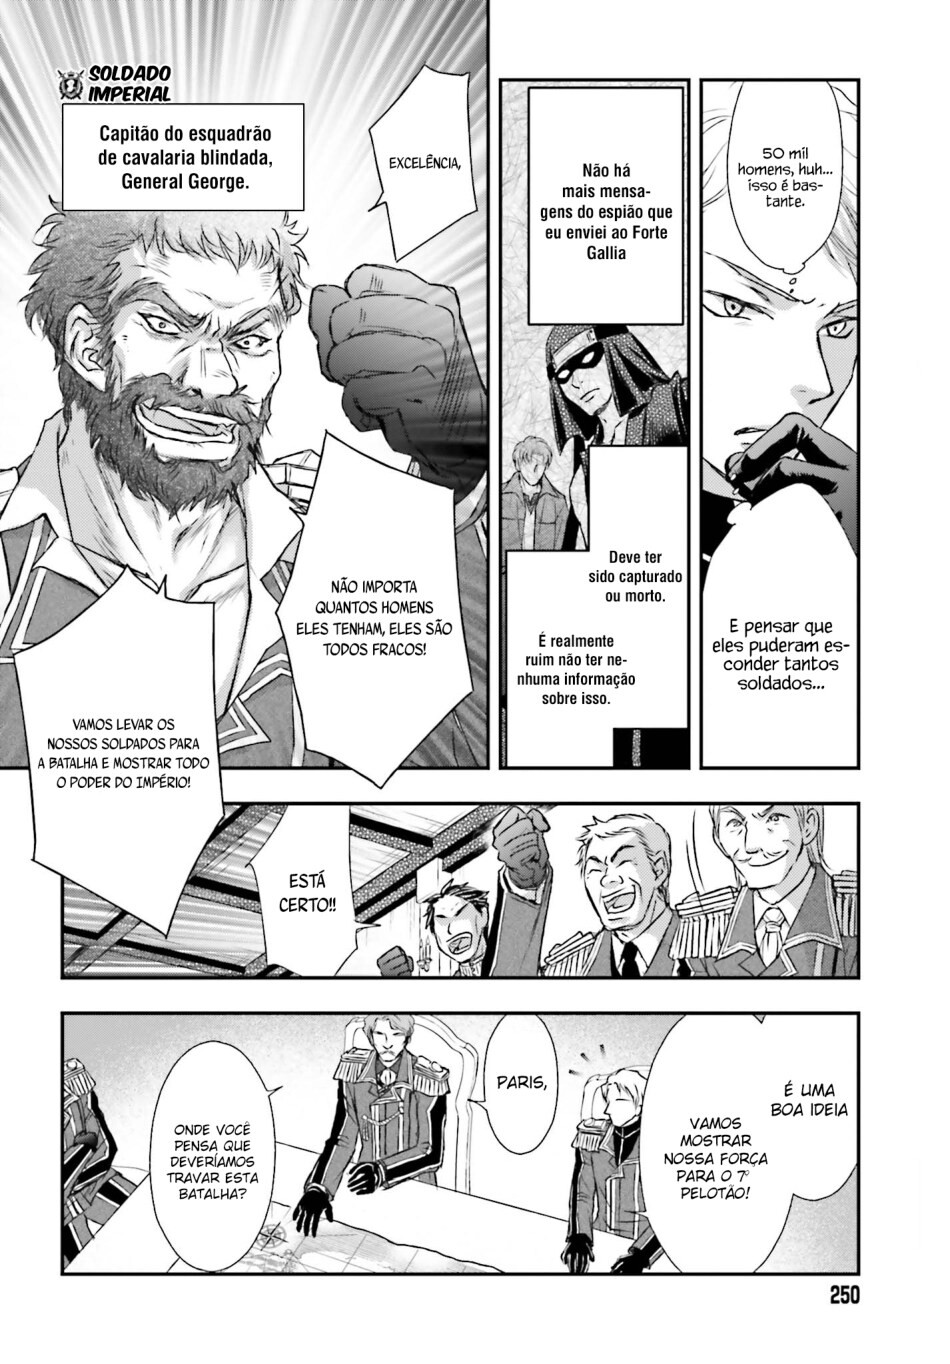 50 mil
homens, huh...
isso é bas-
tante.
E pensar que
eles puderam es-
conder tantos
soldados...
Não há
mais mensa-
gens do espião que
eu enviei ao Forte
Gallia
Deve ter
sido capturado
ou morto.
É realmente
ruim não ter ne-
nhuma informação
sobre isso.
SOLDADO
IMPERIAL
Capitão do esquadrão
de cavalaria blindada,
General George.
EXCELÊNCIA,
NÃO IMPORTA
QUANTOS HOMENS
ELES TENHAM, ELES SÃO
TODOS FRACOS!
VAMOS LEVAR OS
NOSSOS SOLDADOS PARA
A BATALHA E MOSTRAR TODO
O PODER DO IMPÉRIO!
ESTÁ
CERTO!!
É UMA
BOA IDEIA
VAMOS
MOSTRAR
NOSSA FORÇA
PARA O 7º
PELOTÃO!
PARIS,
ONDE VOCÊ
PENSA QUE
DEVERÍAMOS
TRAVAR ESTA
BATALHA?
250